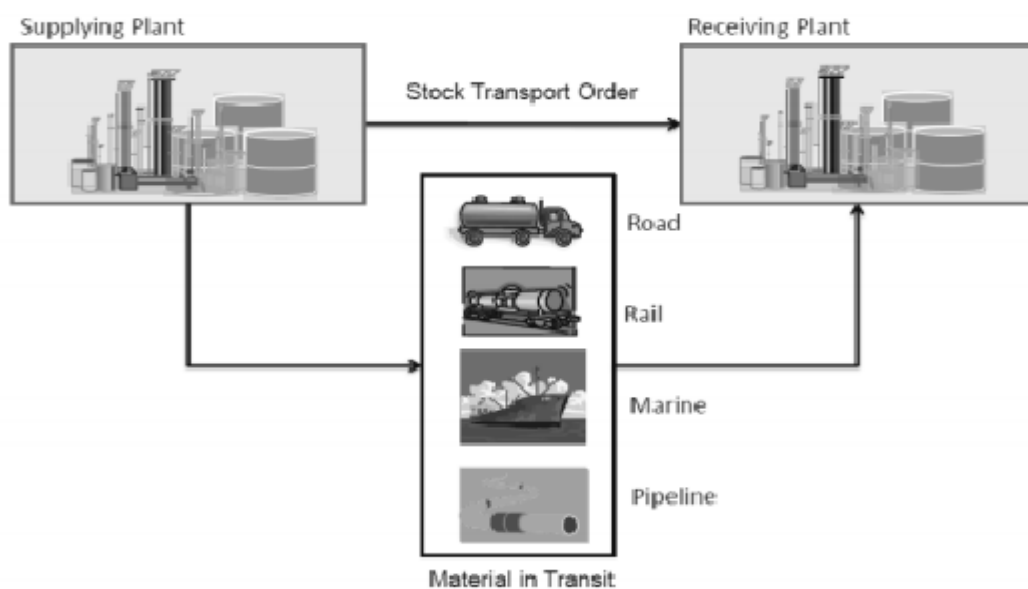 Supplying Plant
Receiving Plant
Stock Transport Order
Road
Rail
Marine
Pipeline
Material in Transit